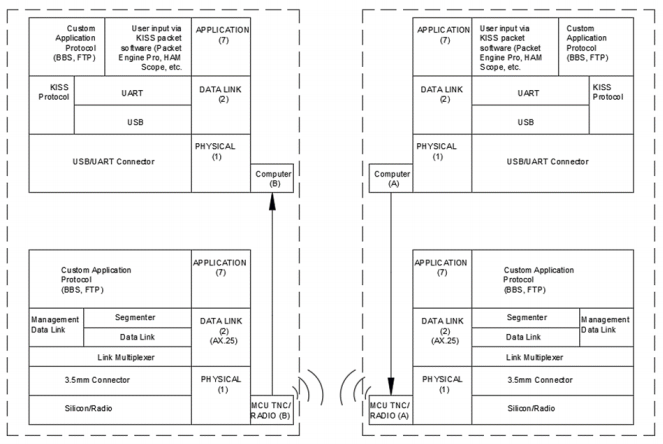 Custom
Application
Protocol
(BBS, FTP)
User input via
KISS packet
software (Packet
Engine Pro, HAM
Scope, etc.
APPLICATION
(7)
KISS
Protocol
UART
USB
DATA LINK
(2)
USB/UART Connector
PHYSICAL
(1)
Computer
(B)
APPLICATION
(7)
User input via
KISS packet
software (Packet
Engine Pro, HAM
Scope, etc.
Custom
Application
Protocol
(BBS, FTP)
DATA LINK
(2)
UART
USB
KISS
Protocol
PHYSICAL
(1)
USB/UART Connector
Computer
(A)
Custom Application
Protocol
(BBS, FTP)
APPLICATION
(7)
Management
Data Link
Segmenter
Data Link
Link Multiplexer
DATA LINK
(2)
(AX.25)
3.5mm Connector
Silicon/Radio
PHYSICAL
(1)
MCU TNC/
RADIO (B)
APPLICATION
(7)
Custom Application
Protocol
(BBS, FTP)
DATA LINK
(2)
(AX.25)
Segmenter
Data Link
Management
Data Link
Link Multiplexer
PHYSICAL
(1)
3.5mm Connector
Silicon/Radio
MCU TNC/
RADIO (A)